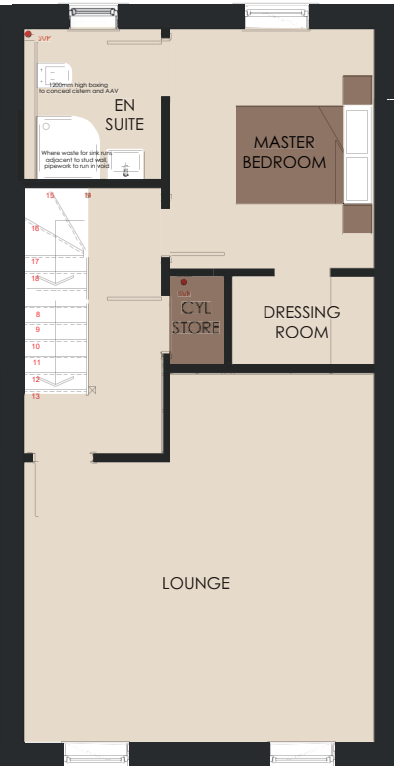 SVP
1200mm high boxing
to conceal cistern and AAV
EN
SUITE
Where waste for sink runs
adjacent to stud wall,
pipework to run in void
MASTER
BEDROOM
15
16
17
18
8
9
10
11
12
13
CYL
STORE
DRESSING
ROOM
LOUNGE